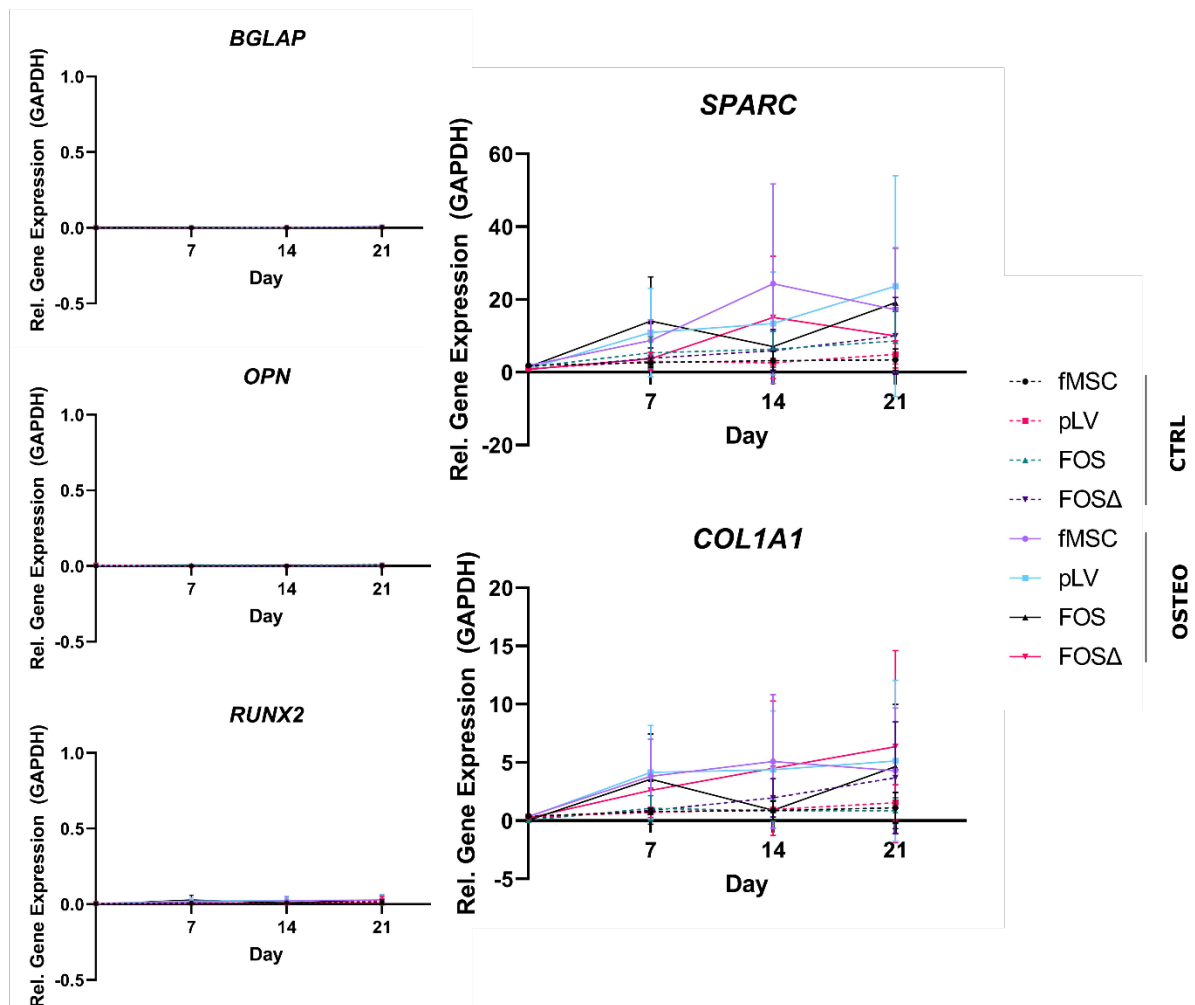 BGLAP
Rel. Gene Expression (GAPDH)
1.0
0.5
0.0
-0.5
7
14
21
Day
OPN
Rel. Gene Expression (GAPDH)
1.0
0.5
0.0
-0.5
7
14
21
Day
RUNX2
Rel. Gene Expression (GAPDH)
1.0
0.5
0.0
-0.5
7
14
21
Day
SPARC
Rel. Gene Expression (GAPDH)
60
40
20
0
-20
7
14
21
Day
COL1A1
Rel. Gene Expression (GAPDH)
20
15
10
5
0
-5
7
14
21
Day
fMSC
pLV
FOS
FOSΔ
CTRL
fMSC
pLV
FOS
FOSΔ
OSTEO